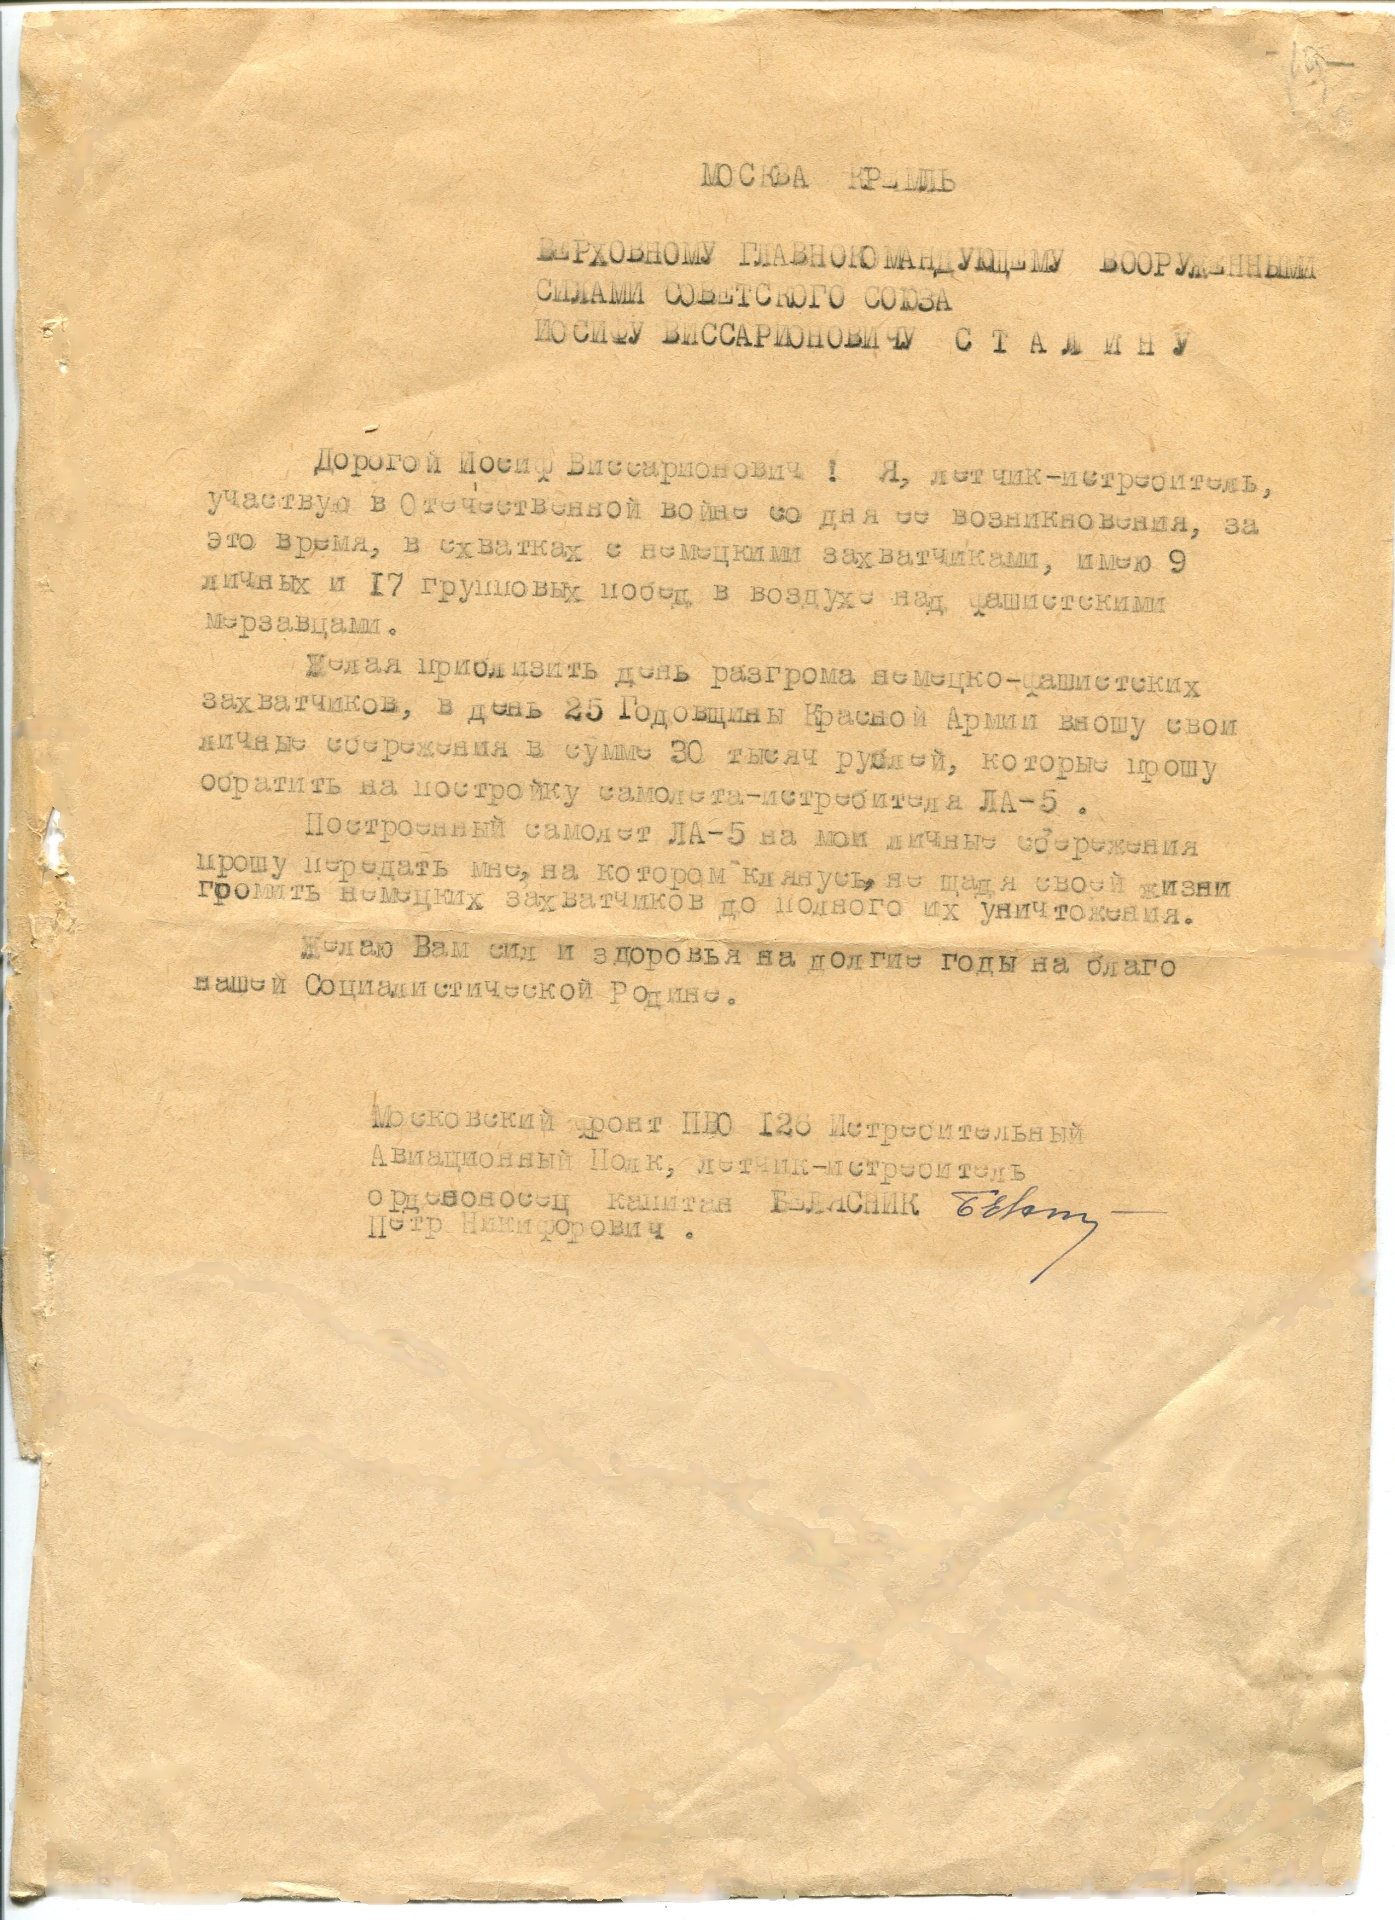 МОСКВА КРЕМЛЬ
ВЕРХОВНОМУ ГЛАВНОКОМАНДУЮЩЕМУ ВООРУЖЕННЫМИ
СИЛАМИ СОВЕТСКОГО СОЮЗА
ИОСИФУ ВИССАРИОНОВИЧУ С Т А Л И Н У
Дорогой Иосиф Виссарионович ! Я, летчик-истребитель,
участвую в Отечественной войне со дня ее возникновения, за
это время, в схватках с немецкими захватчиками, имею 9
личных и 17 групповых побед в воздухе над фашистскими
мерзавцами.
Желая приблизить день разгрома немецко-фашистских
захватчиков, в день 25 Годовщины Красной Армии вношу свои
личные сбережения в сумме 30 тысяч рублей, которые прошу
обратить на постройку самолета-истребителя ЛА-5 .
Построенный самолет ЛА-5 на мои личные сбережения
прошу передать мне, на котором клянусь, не щадя своей жизни
громить немецких захватчиков до полного их уничтожения.
Желаю Вам сил и здоровья на долгие годы на благо
нашей Социалистической Родине.
Московский фронт ПВО 126 Истребительный
Авиационный Полк, летчик-истребитель
орденоносец капитан БЕЛЯСНИК
Петр Никифорович .